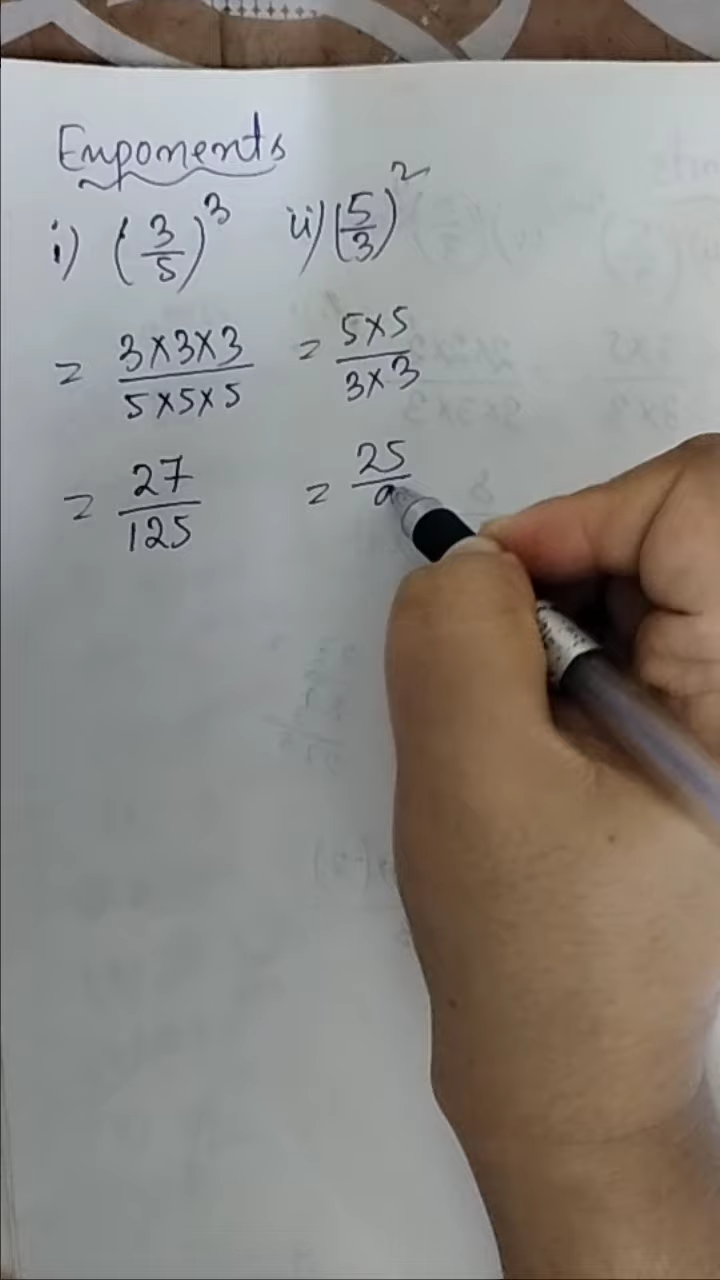 Exponents
i) (3/5)^3 ii) (5/3)^2
= 3×3×3/5×5×5 = 5×5/3×3
= 27/125 = 25/9